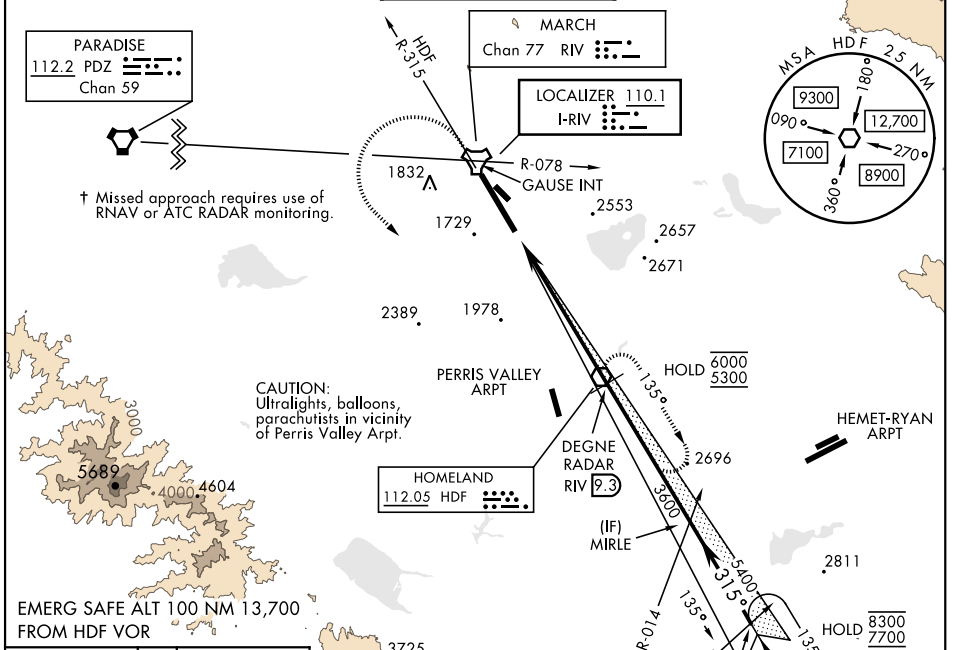 PARADISE
112.2 PDZ
Chan 59
HDF
R-315
MARCH
Chan 77 RIV
LOCALIZER 110.1
I-RIV
MSA HDF 25 NM
180°
9300
090°
12,700
7100
270°
8900
360°
† Missed approach requires use of
RNAV or ATC RADAR monitoring.
1832
R-078
GAUSE INT
1729
2553
2657
2671
2389
1978
PERRIS VALLEY
ARPT
HOLD 6000
5300
135°
CAUTION:
Ultralights, balloons,
parachutists in vicinity
of Perris Valley Arpt.
HEMET-RYAN
ARPT
3000
DEGNE
RADAR
RIV 9.3
2696
HOMELAND
112.05 HDF
5689
4000
4604
3600
(IF)
MIRLE
2811
5400
315°
135°
R-014
135
HOLD 8300
7700
EMERG SAFE ALT 100 NM 13,700
FROM HDF VOR
3725